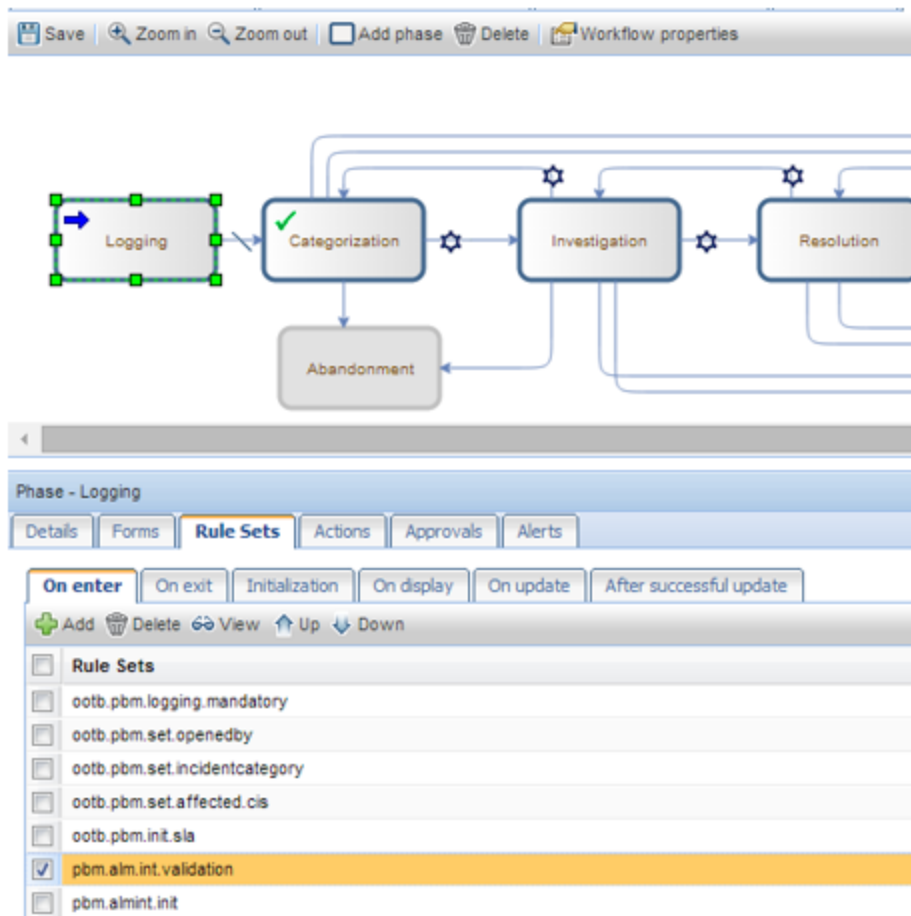 Save Zoom in Zoom out Add phase Delete Workflow properties
Logging Categorization Investigation Resolution
Abandonment
Phase - Logging
Details Forms Rule Sets Actions Approvals Alerts
On enter On exit Initialization On display On update After successful update
Add Delete View Up Down
Rule Sets
ootb.pbm.logging.mandatory
ootb.pbm.set.openedby
ootb.pbm.set.incidentcategory
ootb.pbm.set.affected.cis
ootb.pbm.init.sla
pbm.alm.int.validation
pbm.almint.init